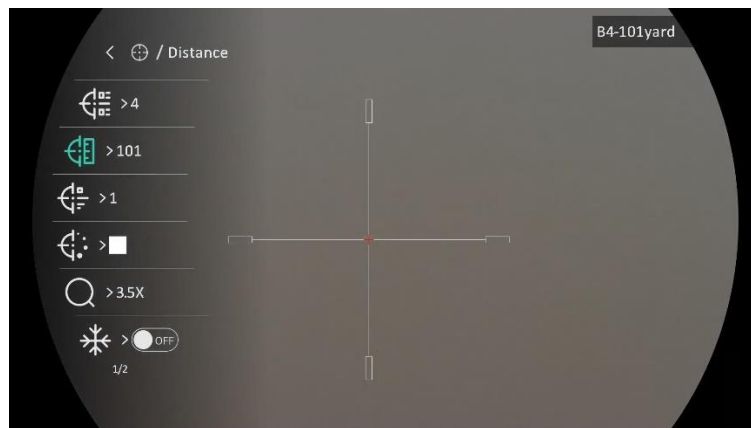 B4-101yard
< / Distance
>4
>101
>1
>
>3.5X
> OFF
1/2